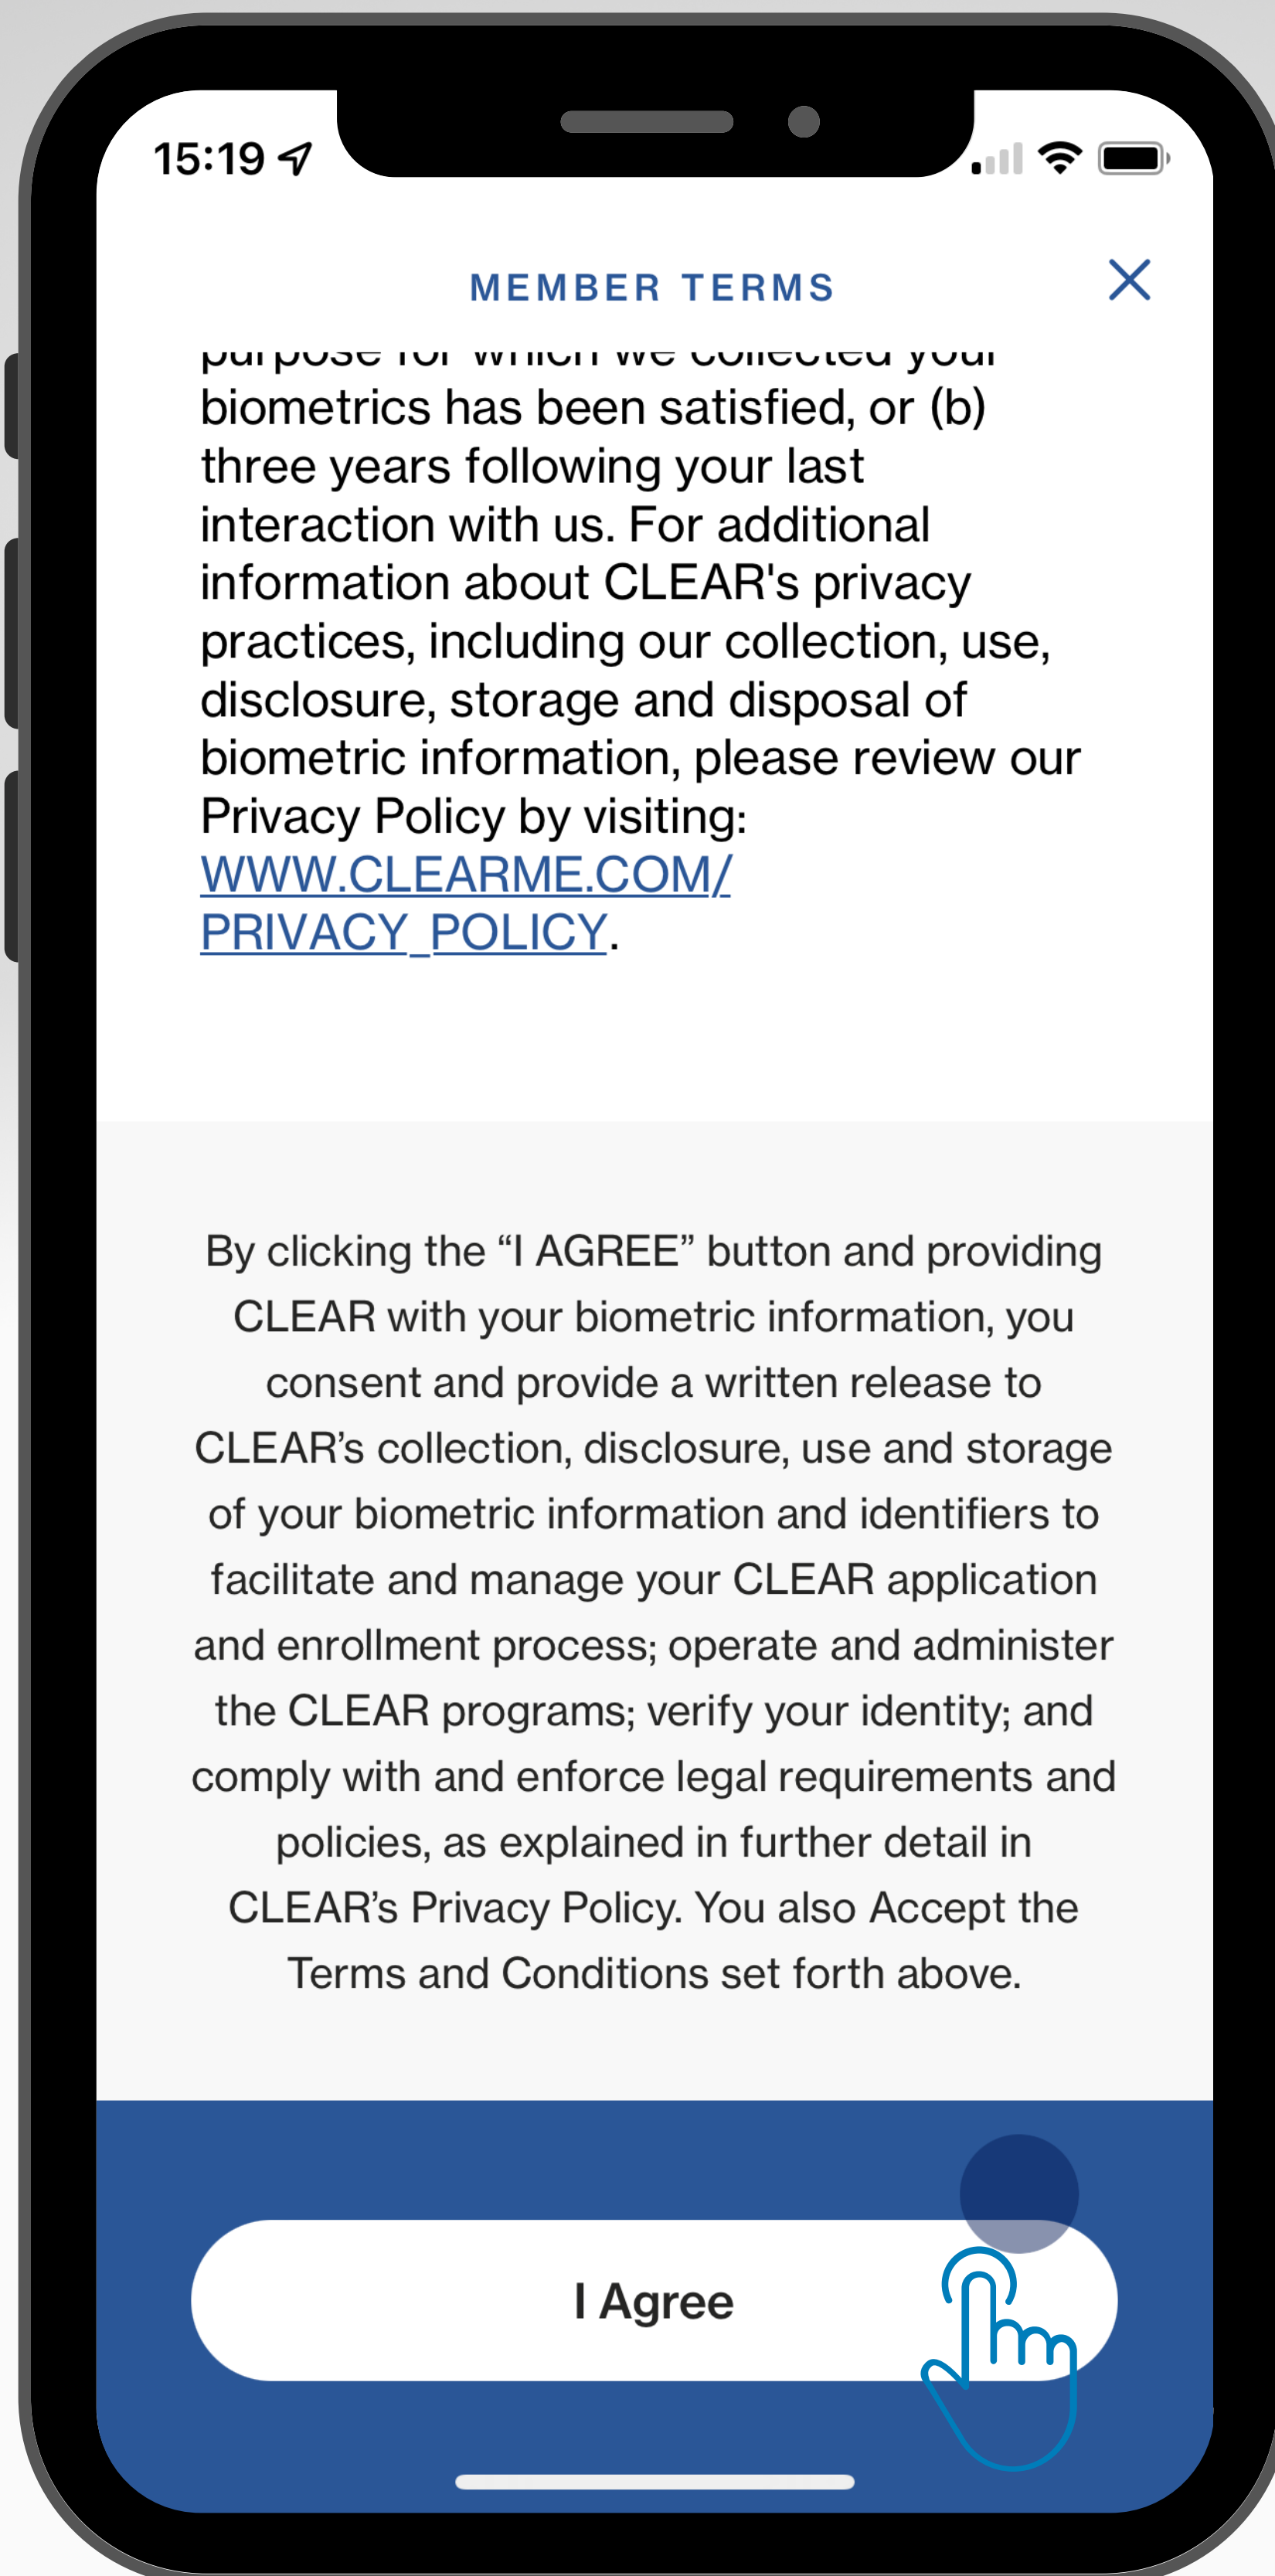 15:19
MEMBER TERMS
purpose for which we collected your
biometrics has been satisfied, or (b)
three years following your last
interaction with us. For additional
information about CLEAR's privacy
practices, including our collection, use,
disclosure, storage and disposal of
biometric information, please review our
Privacy Policy by visiting:
WWW.CLEARME.COM/
PRIVACY_POLICY.
By clicking the “I AGREE” button and providing
CLEAR with your biometric information, you
consent and provide a written release to
CLEAR’s collection, disclosure, use and storage
of your biometric information and identifiers to
facilitate and manage your CLEAR application
and enrollment process; operate and administer
the CLEAR programs; verify your identity; and
comply with and enforce legal requirements and
policies, as explained in further detail in
CLEAR’s Privacy Policy. You also Accept the
Terms and Conditions set forth above.
I Agree